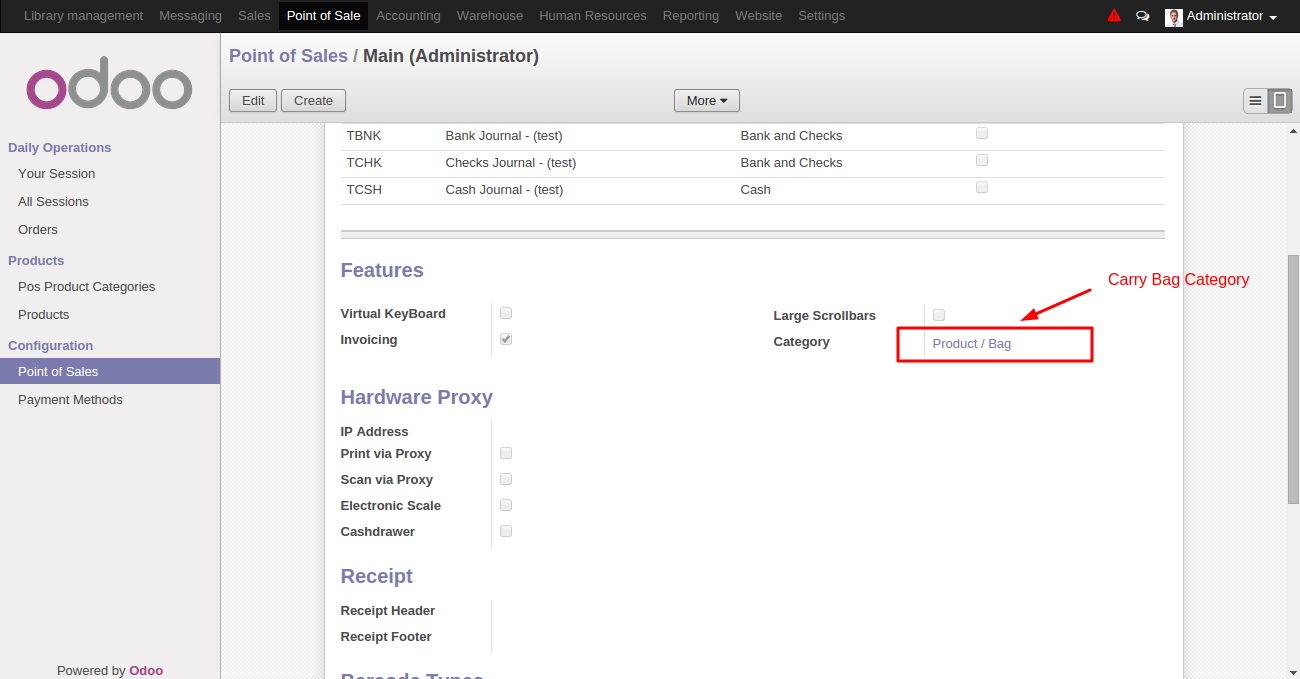 Library management Messaging Sales Point of Sale Accounting Warehouse Human Resources Reporting Website Settings Administrator
odoo
Daily Operations
Your Session
All Sessions
Orders
Products
Pos Product Categories
Products
Configuration
Point of Sales
Payment Methods
Powered by Odoo
Point of Sales / Main (Administrator)
Edit Create More
TBNK Bank Journal - (test) Bank and Checks
TCHK Checks Journal - (test) Bank and Checks
TCSH Cash Journal - (test) Cash
Features
Carry Bag Category
Virtual KeyBoard Large Scrollbars
Invoicing Category Product / Bag
Hardware Proxy
IP Address
Print via Proxy
Scan via Proxy
Electronic Scale
Cashdrawer
Receipt
Receipt Header
Receipt Footer
Barcode Types